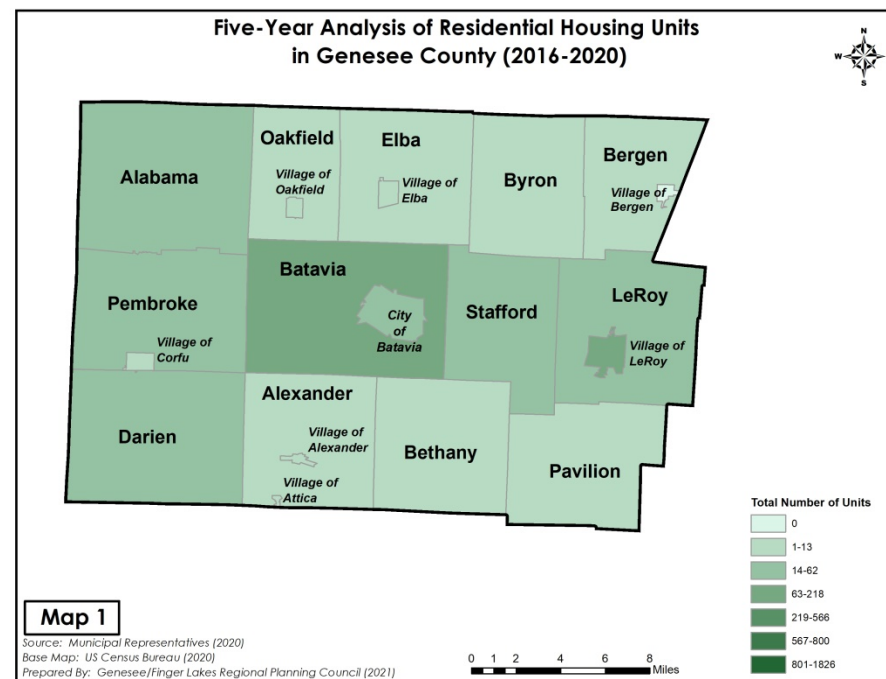 Five-Year Analysis of Residential Housing Units
in Genesee County (2016-2020)
N
W E
S
Oakfield
Elba
Bergen
Alabama
Byron
Village of
Oakfield
Village of
Elba
Village of
Bergen
Batavia
Pembroke
LeRoy
Stafford
City
of
Batavia
Village of
Corfu
Village of
LeRoy
Alexander
Darien
Village of
Alexander
Bethany
Pavilion
Village of
Attica
Total Number of Units
0
1-13
14-62
63-218
219-566
567-800
801-1826
Map 1
Source: Municipal Representatives (2020)
Base Map: US Census Bureau (2020)
Prepared By: Genesee/Finger Lakes Regional Planning Council (2021)
0 1 2 4 6 8
Miles